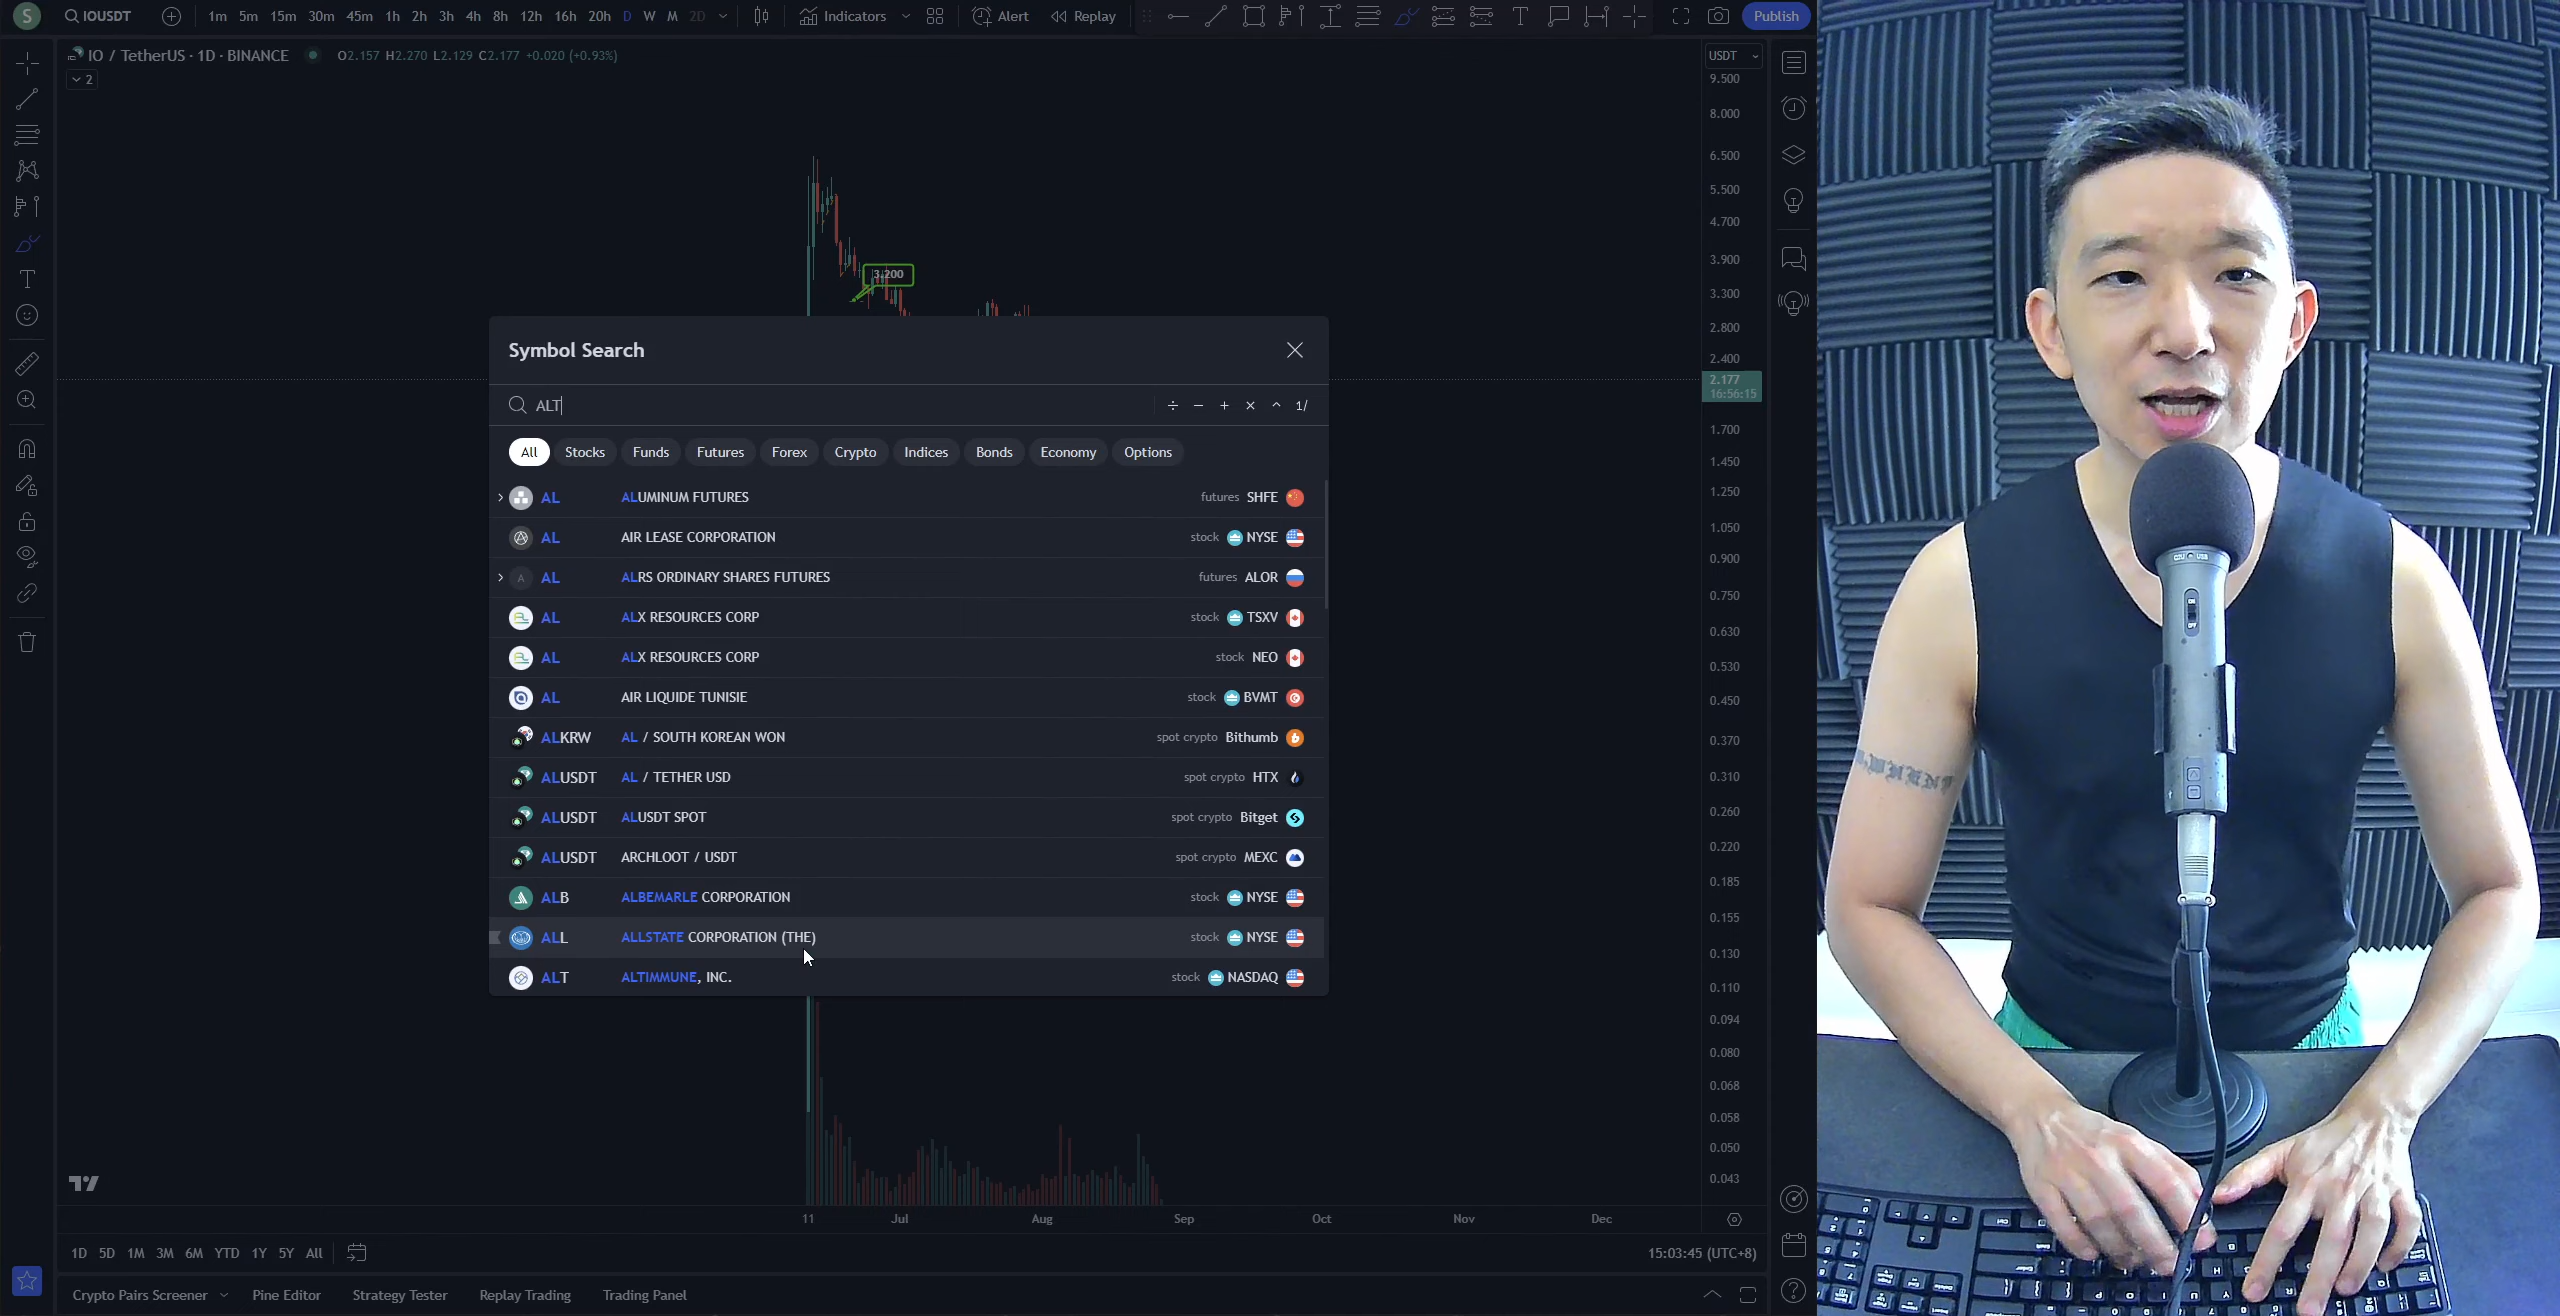 S IOUSDT 1m 5m 15m 30m 45m 1h 2h 3h 4h 8h 12h 16h 20h D W M 2D Indicators Alert Replay Publish
IO / TetherUS · 1D · BINANCE O2.157 H2.270 L2.129 C2.177 +0.020 (+0.93%) USDT
2
9.500
8.000
6.500
5.500
4.700
3.900
3.200
3.300
2.800
2.400
2.177
16:56:15
1.700
1.450
1.250
1.050
0.900
0.750
0.630
0.530
0.450
0.370
0.310
0.260
0.220
0.185
0.155
0.130
0.110
0.094
0.080
0.068
0.058
0.050
0.043
Symbol Search
ALT ÷ − + × ^ 1/
All Stocks Funds Futures Forex Crypto Indices Bonds Economy Options
AL ALUMINUM FUTURES futures SHFE
AL AIR LEASE CORPORATION stock NYSE
A AL ALRS ORDINARY SHARES FUTURES futures ALOR
AL ALX RESOURCES CORP stock TSXV
AL ALX RESOURCES CORP stock NEO
AL AIR LIQUIDE TUNISIE stock BVMT
ALKRW AL / SOUTH KOREAN WON spot crypto Bithumb
ALUSDT AL / TETHER USD spot crypto HTX
ALUSDT ALUSDT SPOT spot crypto Bitget
ALUSDT ARCHLOOT / USDT spot crypto MEXC
ALB ALBEMARLE CORPORATION stock NYSE
ALL ALLSTATE CORPORATION (THE) stock NYSE
ALT ALTIMMUNE, INC. stock NASDAQ
11 Jul Aug Sep Oct Nov Dec
1D 5D 1M 3M 6M YTD 1Y 5Y All 15:03:45 (UTC+8)
Crypto Pairs Screener Pine Editor Strategy Tester Replay Trading Trading Panel
ON
OFF